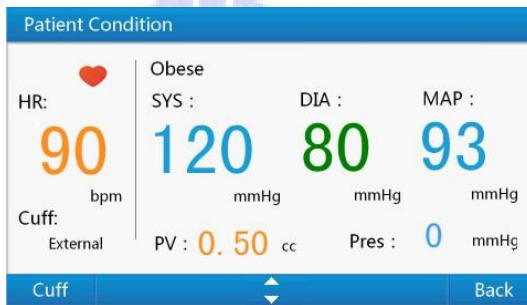 Patient Condition
Obese
HR: SYS : DIA : MAP :
90 120 80 93
bpm mmHg mmHg mmHg
Cuff:
External PV : 0.50 cc Pres : 0 mmHg
Cuff Back